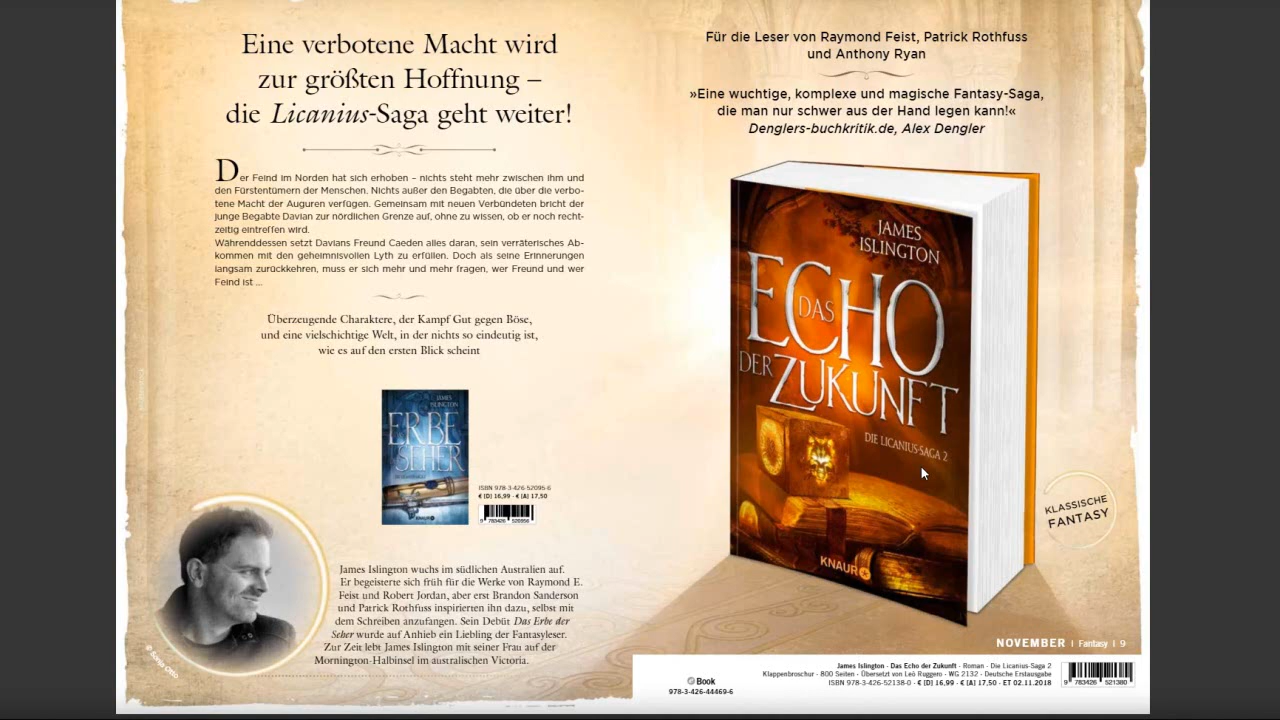 Eine verbotene Macht wird
zur größten Hoffnung –
die Licanius-Saga geht weiter!
Der Feind im Norden hat sich erhoben – nichts steht mehr zwischen ihm und
den Fürstentümern der Menschen. Nichts außer den Begabten, die über die verbo-
tene Macht der Auguren verfügen. Gemeinsam mit neuen Verbündeten bricht der
junge Begabte Davian zur nördlichen Grenze auf, ohne zu wissen, ob er noch recht-
zeitig eintreffen wird.
Währenddessen setzt Davians Freund Caeden alles daran, sein verräterisches Ab-
kommen mit den geheimnisvollen Lyth zu erfüllen. Doch als seine Erinnerungen
langsam zurückkehren, muss er sich mehr und mehr fragen, wer Freund und wer
Feind ist ...
Überzeugende Charaktere, der Kampf Gut gegen Böse,
und eine vielschichtige Welt, in der nichts so eindeutig ist,
wie es auf den ersten Blick scheint
JAMES
ISLINGTON
ERBE
SEHER
KNAUR
ISBN 978-3-426-52095-6
€ [D] 16,99 · € [A] 17,50
9 783426 520956
James Islington wuchs im südlichen Australien auf.
Er begeisterte sich früh für die Werke von Raymond E.
Feist und Robert Jordan, aber erst Brandon Sanderson
und Patrick Rothfuss inspirierten ihn dazu, selbst mit
dem Schreiben anzufangen. Sein Debüt Das Erbe der
Seher wurde auf Anhieb ein Liebling der Fantasyleser.
Zur Zeit lebt James Islington mit seiner Frau auf der
Mornington-Halbinsel im australischen Victoria.
Für die Leser von Raymond Feist, Patrick Rothfuss
und Anthony Ryan
»Eine wuchtige, komplexe und magische Fantasy-Saga,
die man nur schwer aus der Hand legen kann!«
Denglers-buchkritik.de, Alex Dengler
JAMES
ISLINGTON
DAS
ECHO
DER
ZUKUNFT
DIE LICANIUS-SAGA 2
KNAUR
KLASSISCHE
FANTASY
NOVEMBER | Fantasy | 9
James Islington · Das Echo der Zukunft · Roman · Die Licanius-Saga 2
Klappenbroschur · 800 Seiten · Übersetzt von Leo Ruggero · WG 2132 · Deutsche Erstausgabe
ISBN 978-3-426-52138-0 · € [D] 16,99 · € [A] 17,50 · ET 02.11.2018
9 783426 521380
eBook
978-3-426-44469-6